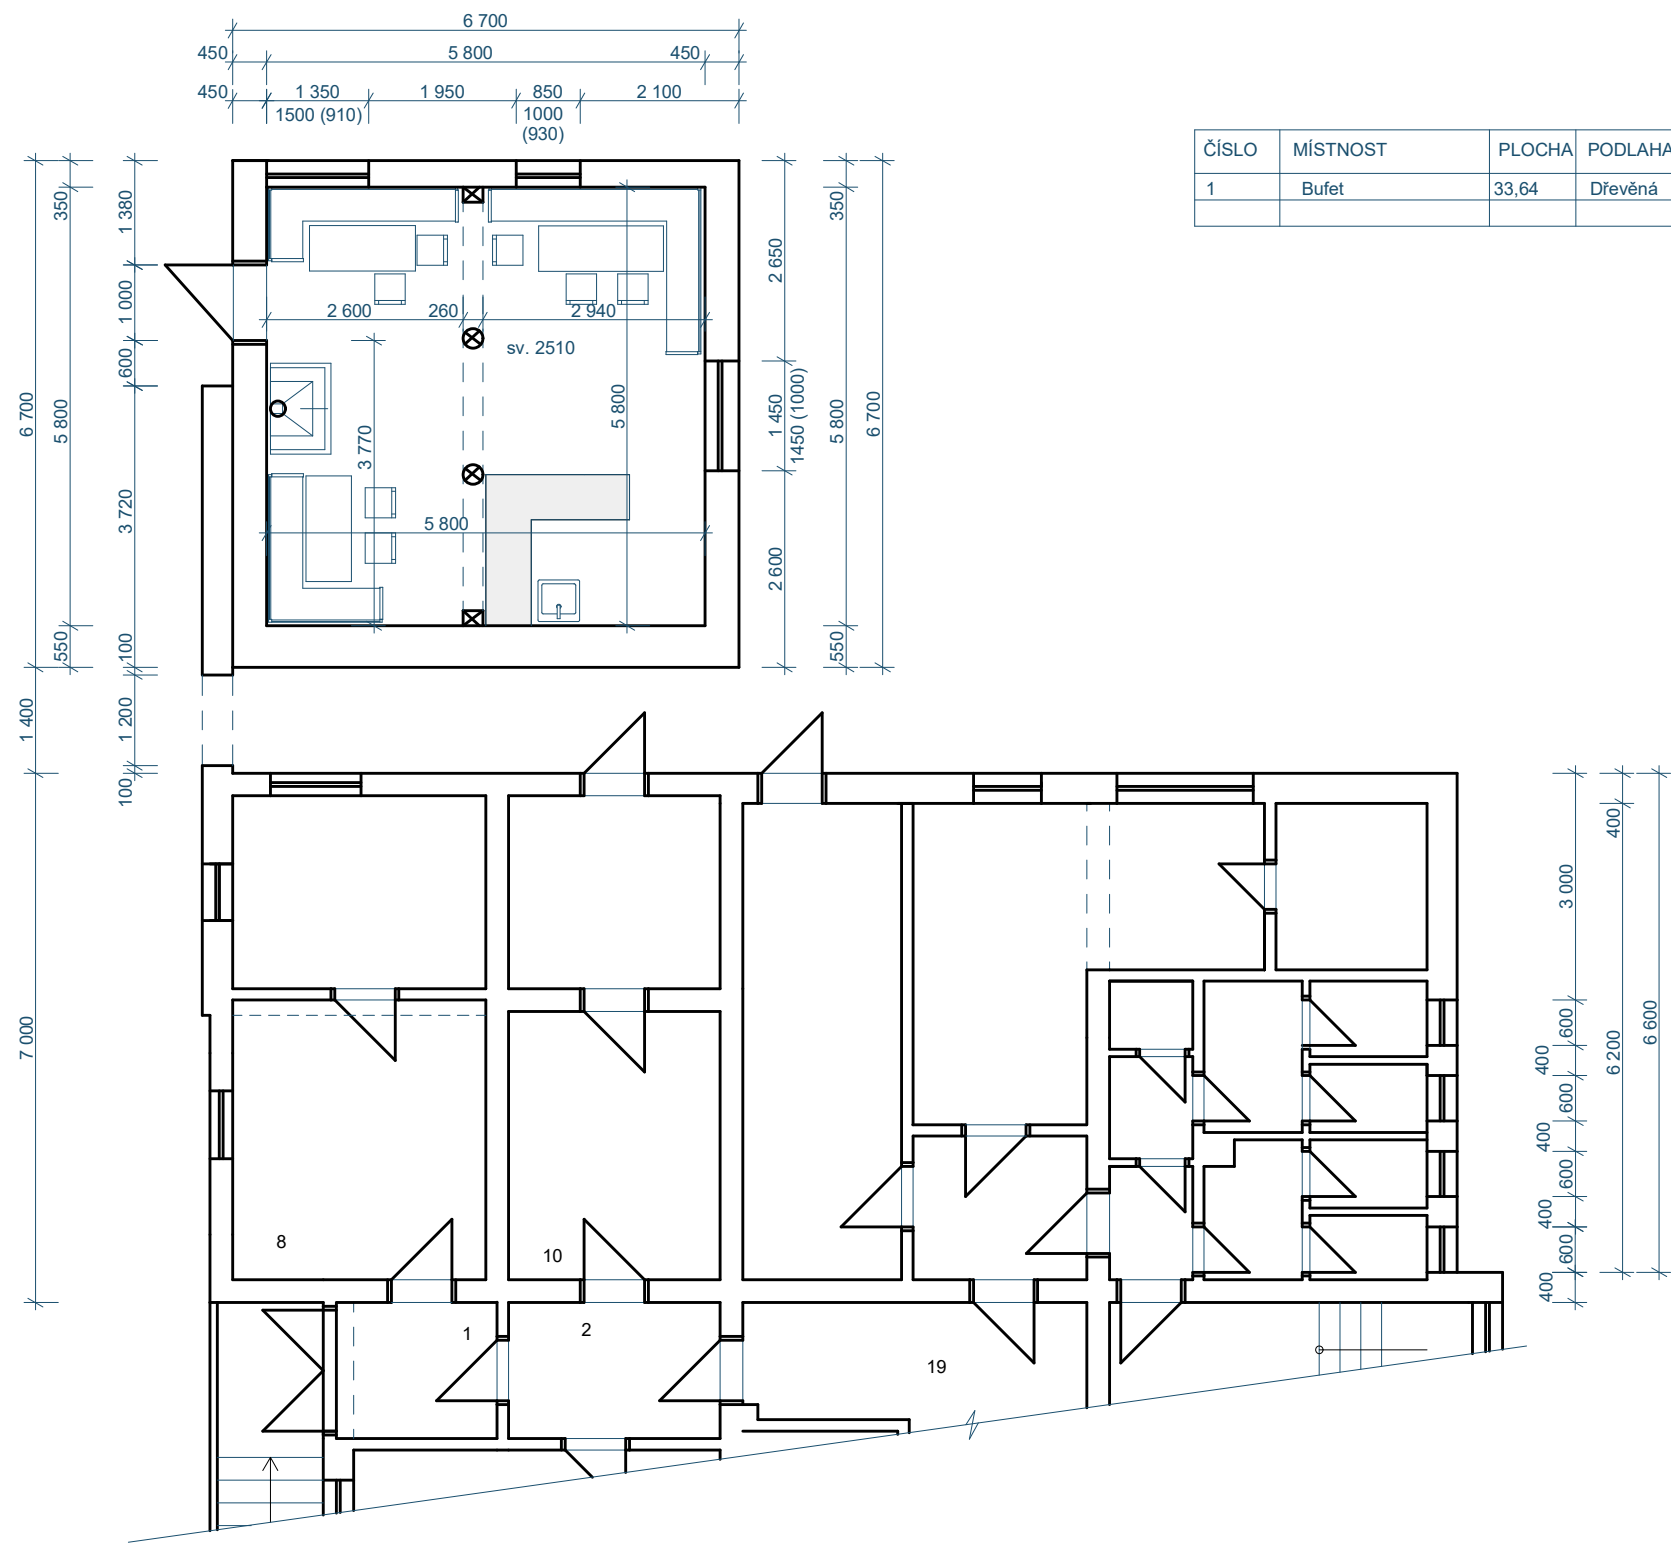 6 700
450 5 800 450
450 1 350 1 950 850 2 100
1500 (910) 1000
(930)
ČÍSLO MÍSTNOST PLOCHA PODLAHA
1 Bufet 33,64 Dřevěná
350 1 380 350
2 650
1 000
2 600 260 2 940
sv. 2510
600
6 700 5 800 3 770 5 800 1 450 1450 (1000) 5 800 6 700
3 720
5 800
2 600
550 100 550
1 400 1 200
100
400
3 000
7 000
600
400
6 200 6 600
600
400
600
400
600
400
8
10
1
2
19